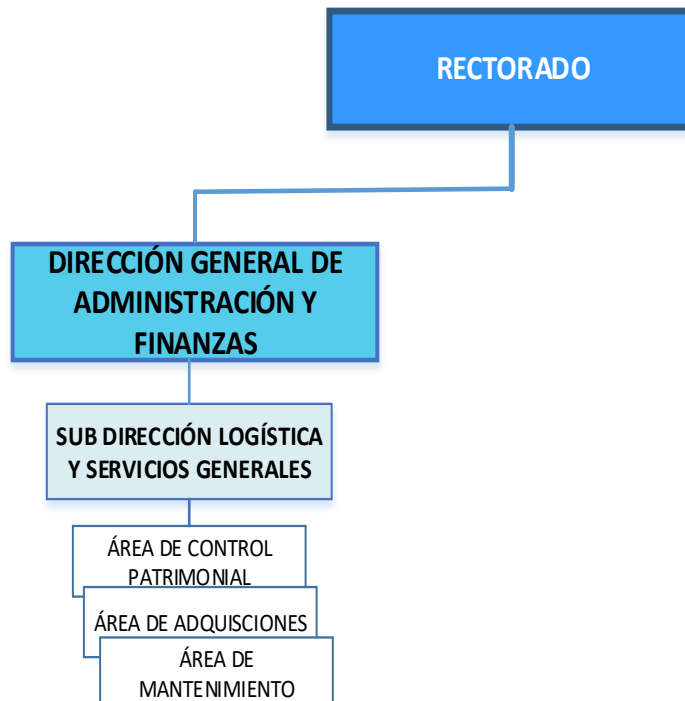 RECTORADO
DIRECCIÓN GENERAL DE
ADMINISTRACIÓN Y
FINANZAS
SUB DIRECCIÓN LOGÍSTICA
Y SERVICIOS GENERALES
ÁREA DE CONTROL
PATRIMONIAL
ÁREA DE ADQUISCIONES
ÁREA DE
MANTENIMIENTO